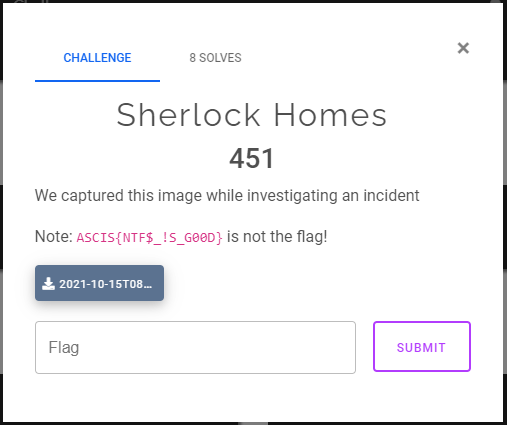 CHALLENGE
8 SOLVES
×
Sherlock Homes
451
We captured this image while investigating an incident
Note: ASCIS{NTF$_!S_G00D} is not the flag!
2021-10-15T08...
Flag
SUBMIT